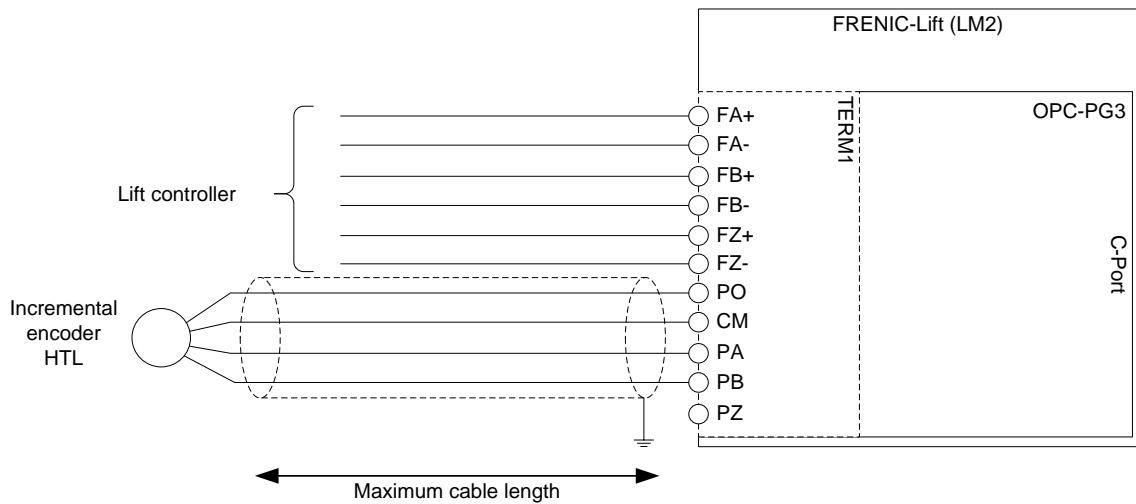 FRENIC-Lift (LM2)
OPC-PG3
TERM1
C-Port
FA+
FA-
FB+
FB-
FZ+
FZ-
PO
CM
PA
PB
PZ
Lift controller
Incremental
encoder
HTL
Maximum cable length